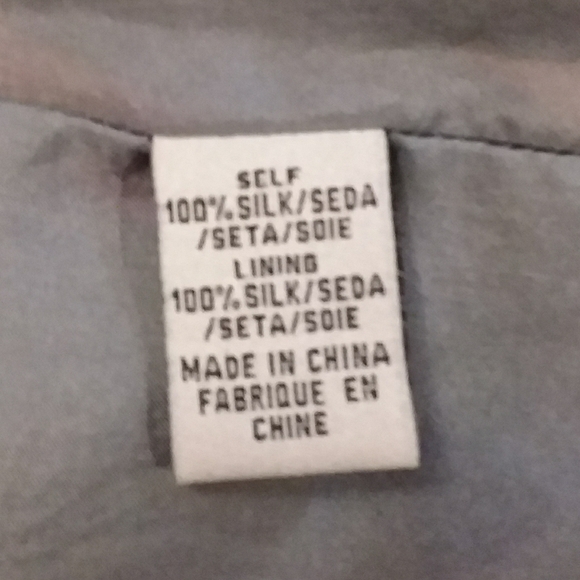 SELF
100% SILK/SEDA
/SETA/SOIE
LINING
100% SILK/SEDA
/SETA/SOIE
MADE IN CHINA
FABRIQUE EN
CHINE